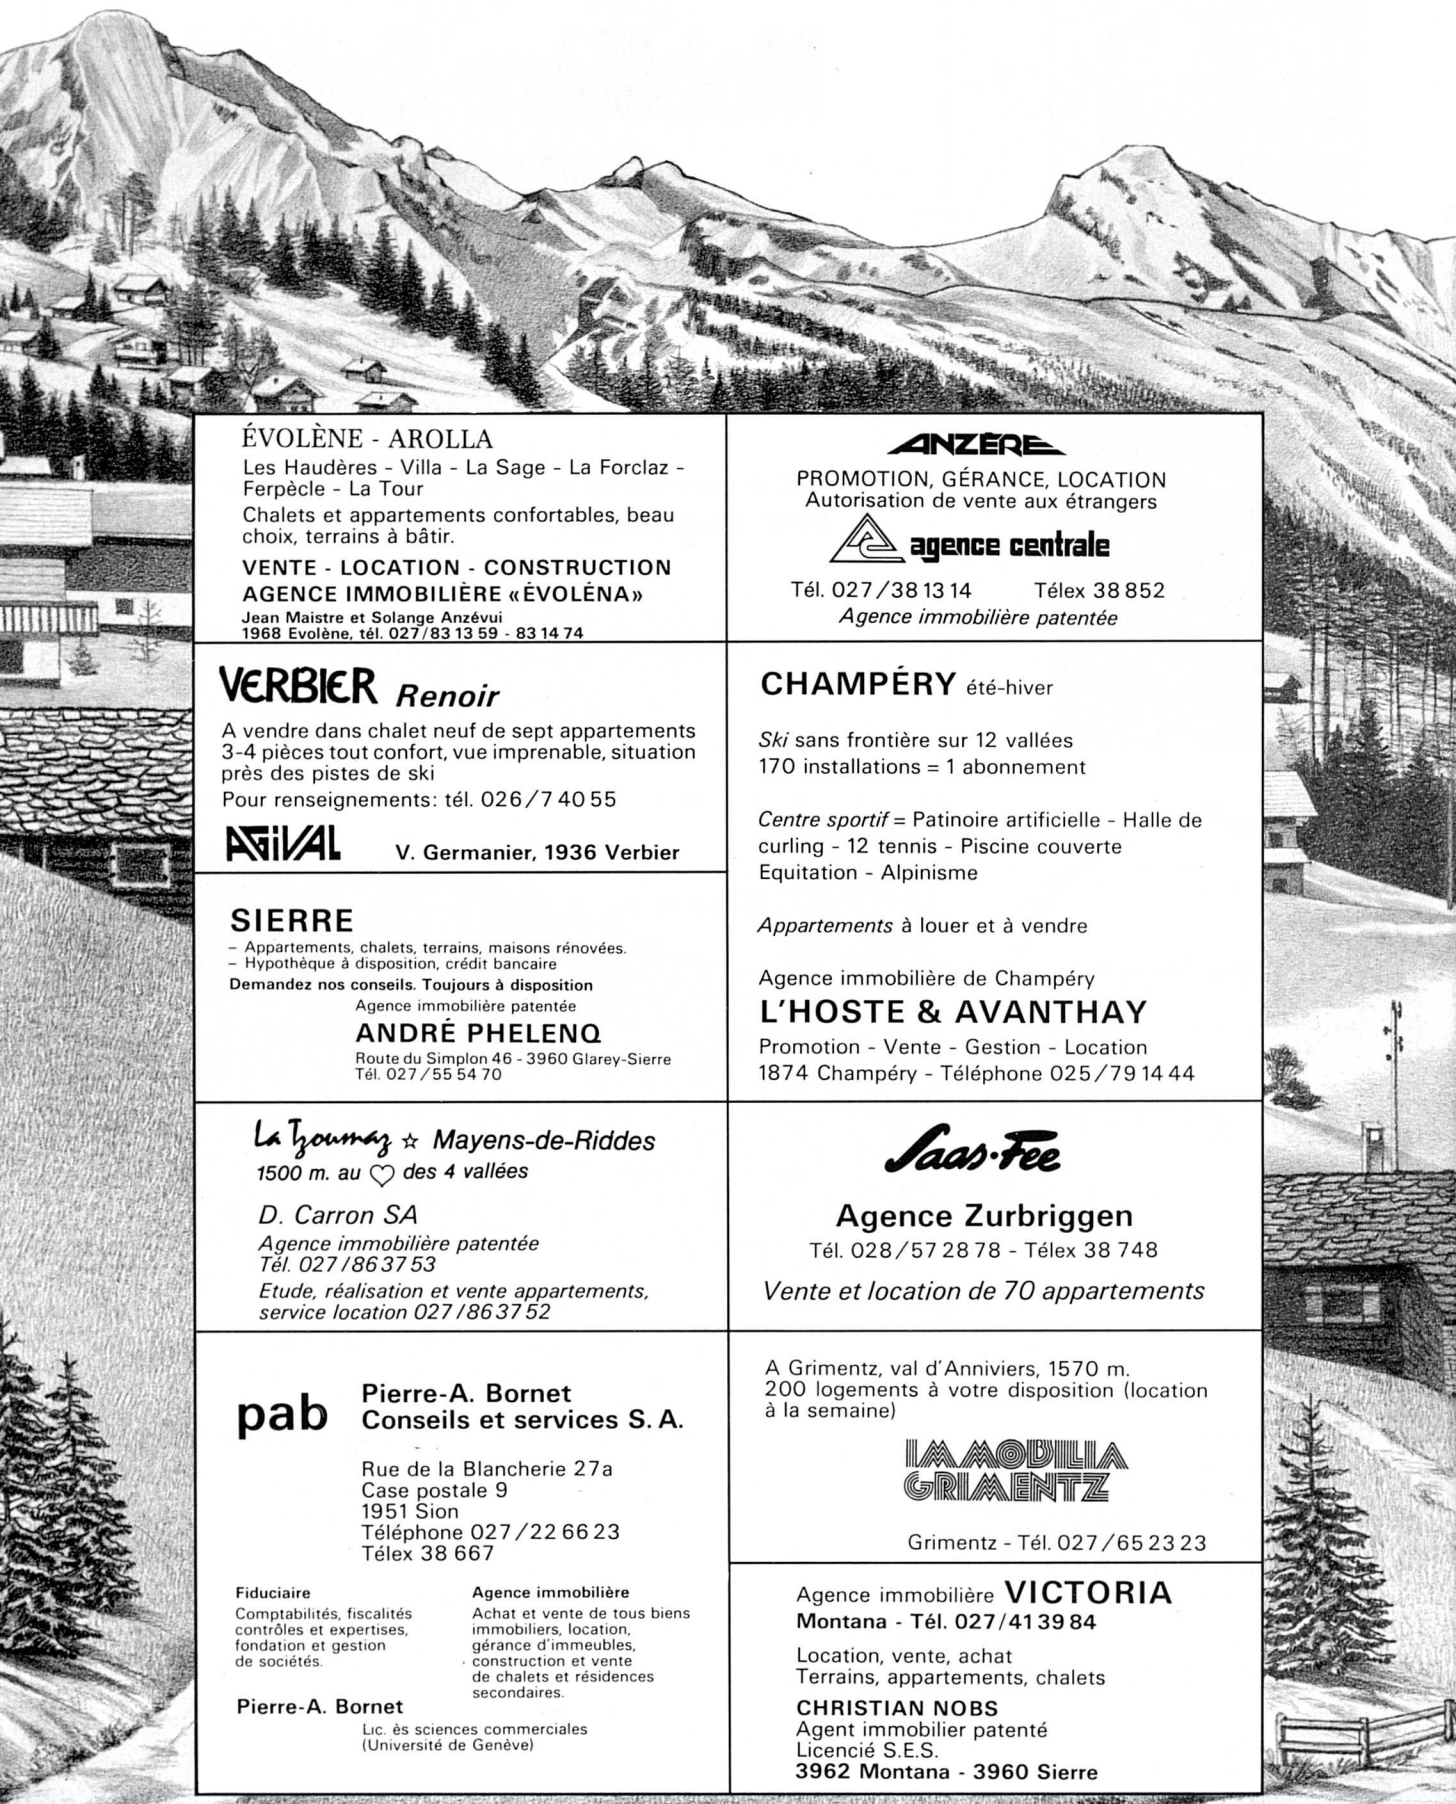 ÉVOLÈNE - AROLLA
Les Haudères - Villa - La Sage - La Forclaz -
Ferpècle - La Tour
Chalets et appartements confortables, beau
choix, terrains à bâtir.
VENTE - LOCATION - CONSTRUCTION
AGENCE IMMOBILIÈRE «ÉVOLÉNA»
Jean Maistre et Solange Anzévui
1968 Evolène, tél. 027/83 13 59 - 83 14 74
ANZÈRE
PROMOTION, GÉRANCE, LOCATION
Autorisation de vente aux étrangers
agence centrale
Tél. 027/38 13 14 Télex 38 852
Agence immobilière patentée
VERBIER Renoir
A vendre dans chalet neuf de sept appartements
3-4 pièces tout confort, vue imprenable, situation
près des pistes de ski
Pour renseignements: tél. 026/7 40 55
AGIVAL V. Germanier, 1936 Verbier
CHAMPÉRY été-hiver
Ski sans frontière sur 12 vallées
170 installations = 1 abonnement
Centre sportif = Patinoire artificielle - Halle de
curling - 12 tennis - Piscine couverte
Equitation - Alpinisme
Appartements à louer et à vendre
Agence immobilière de Champéry
L'HOSTE & AVANTHAY
Promotion - Vente - Gestion - Location
1874 Champéry - Téléphone 025/79 14 44
SIERRE
– Appartements, chalets, terrains, maisons rénovées.
– Hypothèque à disposition, crédit bancaire
Demandez nos conseils. Toujours à disposition
Agence immobilière patentée
ANDRÉ PHELENQ
Route du Simplon 46 - 3960 Glarey-Sierre
Tél. 027/55 54 70
La Tzoumaz ☆ Mayens-de-Riddes
1500 m. au ♡ des 4 vallées
D. Carron SA
Agence immobilière patentée
Tél. 027/86 37 53
Etude, réalisation et vente appartements,
service location 027/86 37 52
Saas-Fee
Agence Zurbriggen
Tél. 028/57 28 78 - Télex 38 748
Vente et location de 70 appartements
pab
Pierre-A. Bornet
Conseils et services S.A.
Rue de la Blancherie 27a
Case postale 9
1951 Sion
Téléphone 027/22 66 23
Télex 38 667
Fiduciaire
Comptabilités, fiscalités
contrôles et expertises,
fondation et gestion
de sociétés.
Agence immobilière
Achat et vente de tous biens
immobiliers, location,
gérance d'immeubles,
construction et vente
de chalets et résidences
secondaires.
Pierre-A. Bornet
Lic. ès sciences commerciales
(Université de Genève)
A Grimentz, val d'Anniviers, 1570 m.
200 logements à votre disposition (location
à la semaine)
IMMOBILIA
GRIMENTZ
Grimentz - Tél. 027/65 23 23
Agence immobilière VICTORIA
Montana - Tél. 027/41 39 84
Location, vente, achat
Terrains, appartements, chalets
CHRISTIAN NOBS
Agent immobilier patenté
Licencié S.E.S.
3962 Montana - 3960 Sierre